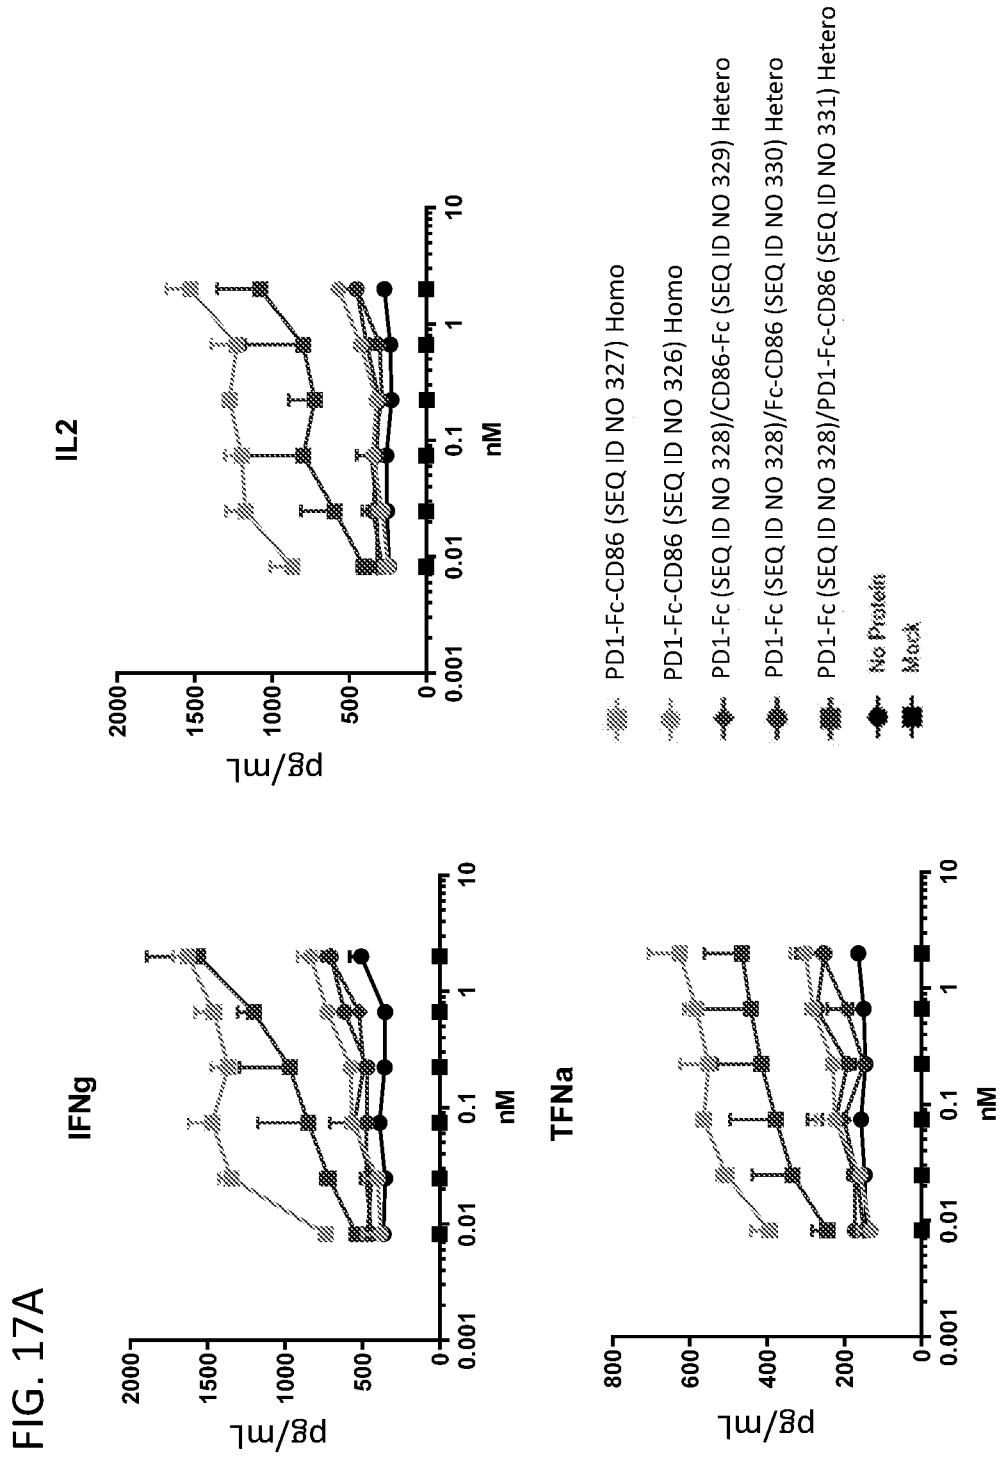 FIG. 17A
IFNg
pg/mL
2000
1500
1000
500
0
0.001
0.01
0.1
1
10
nM
IL2
pg/mL
2000
1500
1000
500
0
0.001
0.01
0.1
1
10
nM
TFNa
pg/mL
800
600
400
200
0
0.001
0.01
0.1
1
10
nM
PD1-Fc-CD86 (SEQ ID NO 327) Homo
PD1-Fc-CD86 (SEQ ID NO 326) Homo
PD1-Fc (SEQ ID NO 328)/CD86-Fc (SEQ ID NO 329) Hetero
PD1-Fc (SEQ ID NO 328)/Fc-CD86 (SEQ ID NO 330) Hetero
PD1-Fc (SEQ ID NO 328)/PD1-Fc-CD86 (SEQ ID NO 331) Hetero
No Protein
Mock